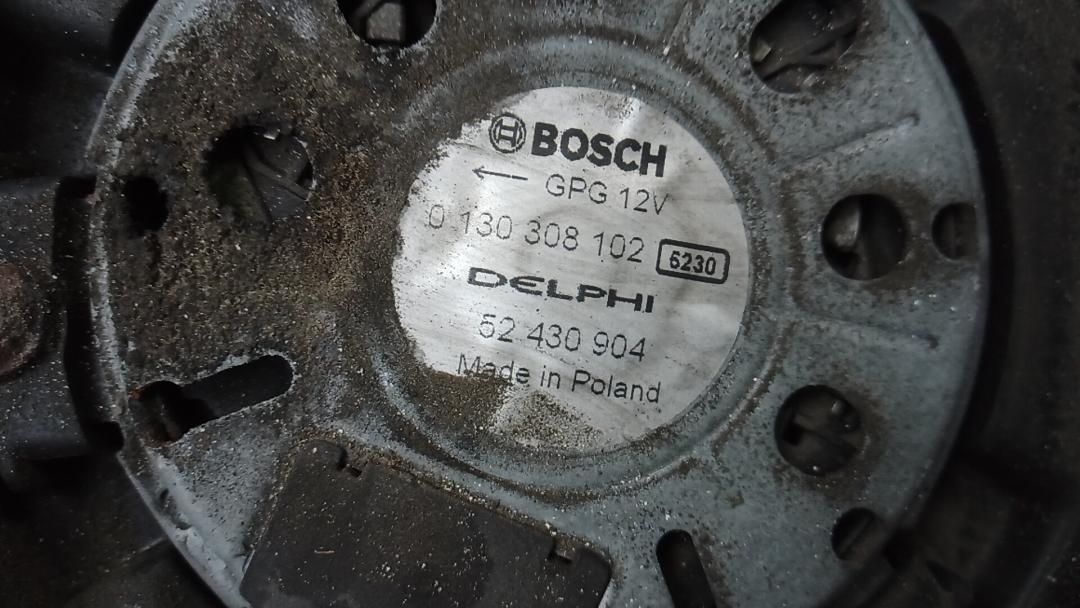 BOSCH
← GPG 12V
0 130 308 102 6230
DELPHI
52 430 904
Made in Poland